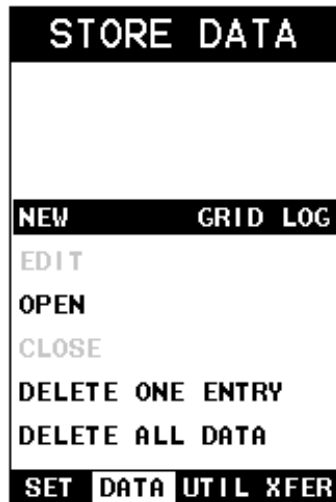 STORE DATA
NEW GRID LOG
EDIT
OPEN
CLOSE
DELETE ONE ENTRY
DELETE ALL DATA
SET DATA UTIL XFER